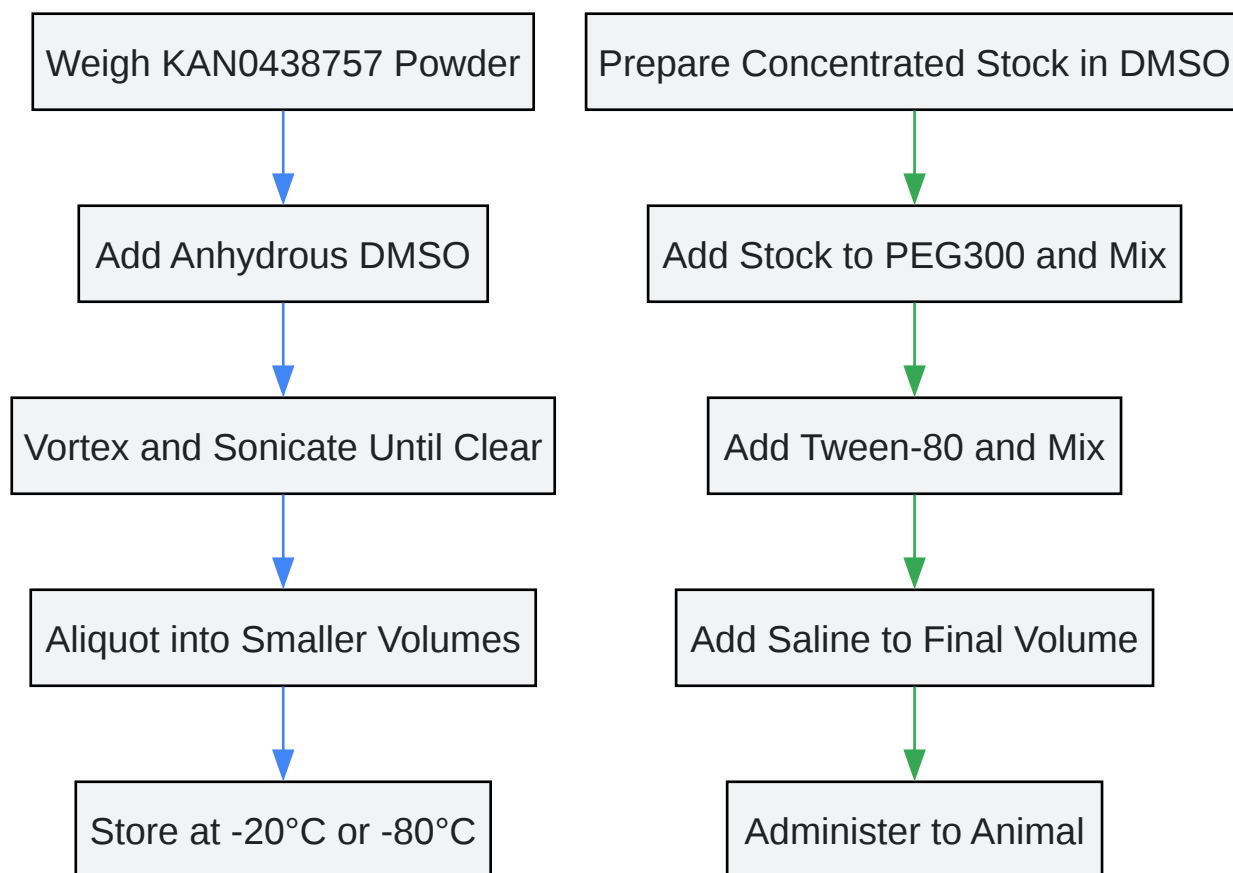 Weigh KAN0438757 Powder
Add Anhydrous DMSO
Vortex and Sonicate Until Clear
Aliquot into Smaller Volumes
Store at -20°C or -80°C
Prepare Concentrated Stock in DMSO
Add Stock to PEG300 and Mix
Add Tween-80 and Mix
Add Saline to Final Volume
Administer to Animal